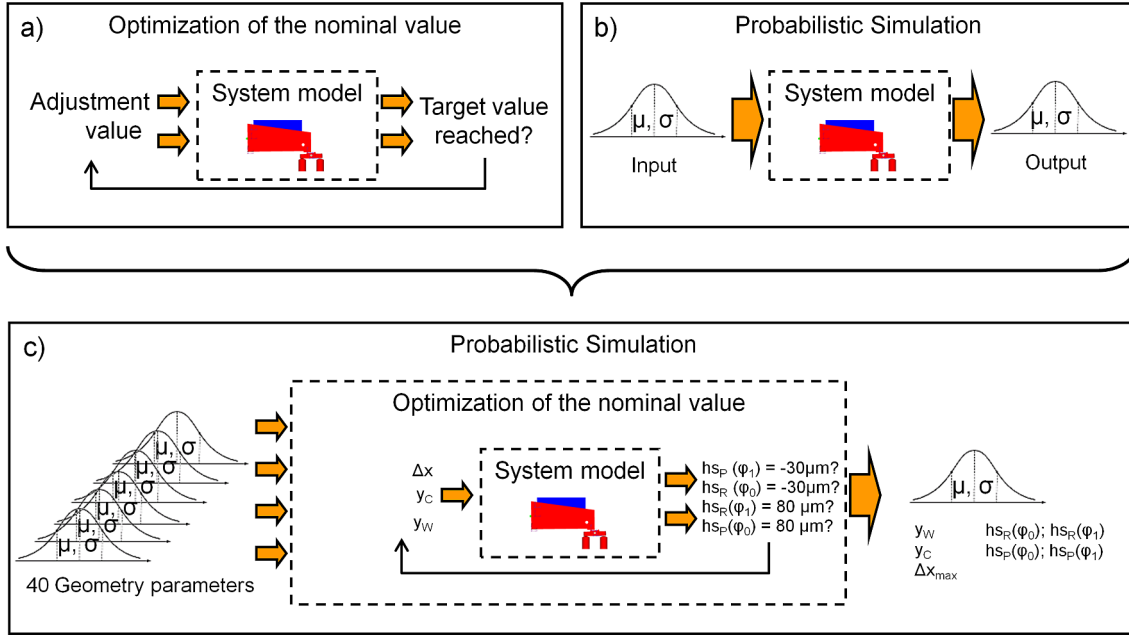 a)
Optimization of the nominal value
Adjustment
value
System model
Target value
reached?
b)
Probabilistic Simulation
μ, σ
Input
System model
μ, σ
Output
c)
Probabilistic Simulation
μ, σ
μ, σ
μ, σ
μ, σ
μ, σ
μ, σ
40 Geometry parameters
Optimization of the nominal value
Δx
y_C
y_W
System model
hs_P (φ_1) = -30μm?
hs_R (φ_0) = -30μm?
hs_R(φ_1) = 80 μm?
hs_P(φ_0) = 80 μm?
μ, σ
y_W hs_R(φ_0); hs_R(φ_1)
y_C hs_P(φ_0); hs_P(φ_1)
Δx_max